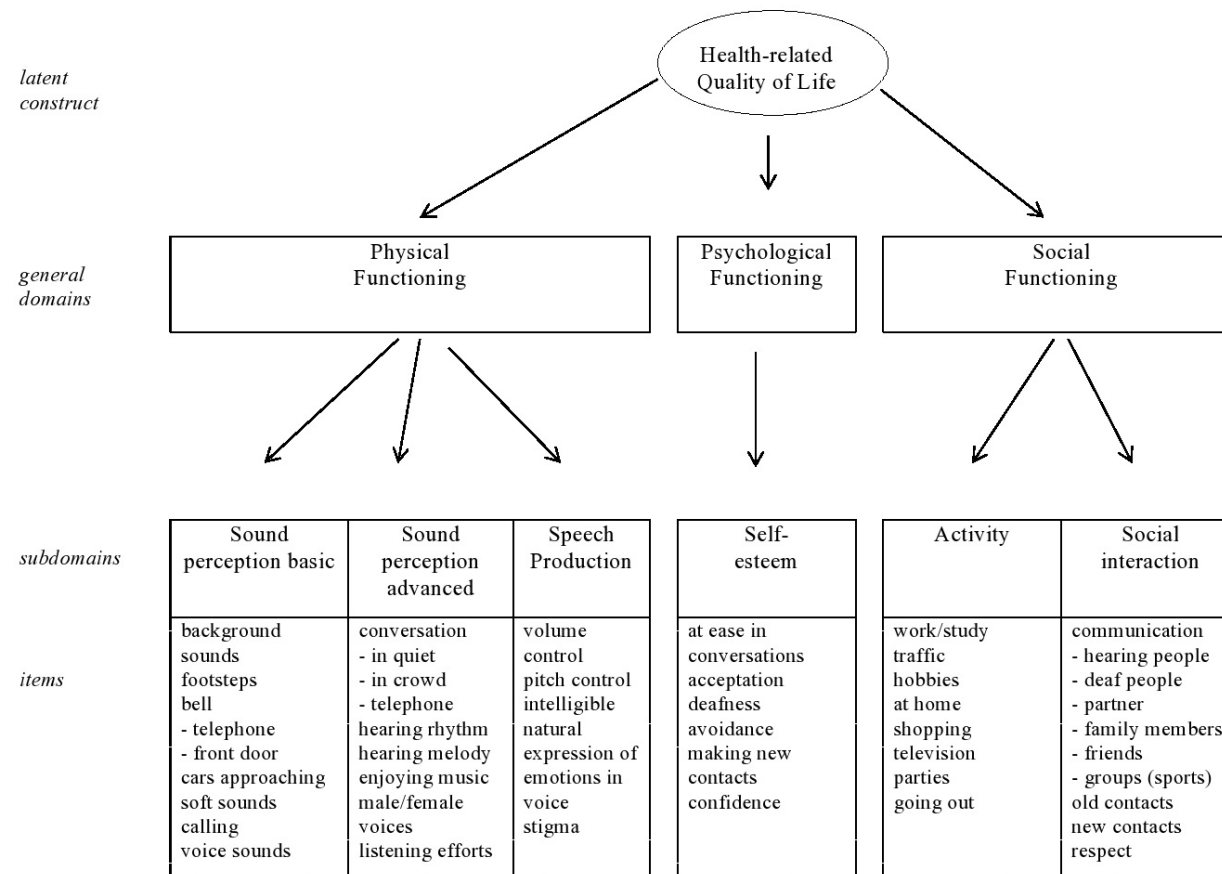 latent
construct
Health-related
Quality of Life
general
domains
Physical
Functioning
Psychological
Functioning
Social
Functioning
subdomains
Sound
perception basic
Sound
perception
advanced
Speech
Production
Self-
esteem
Activity
Social
interaction
items
background
sounds
footsteps
bell
- telephone
- front door
cars approaching
soft sounds
calling
voice sounds
conversation
- in quiet
- in crowd
- telephone
hearing rhythm
hearing melody
enjoying music
male/female
voices
listening efforts
volume
control
pitch control
intelligible
natural
expression of
emotions in
voice
stigma
at ease in
conversations
acceptation
deafness
avoidance
making new
contacts
confidence
work/study
traffic
hobbies
at home
shopping
television
parties
going out
communication
- hearing people
- deaf people
- partner
- family members
- friends
- groups (sports)
old contacts
new contacts
respect